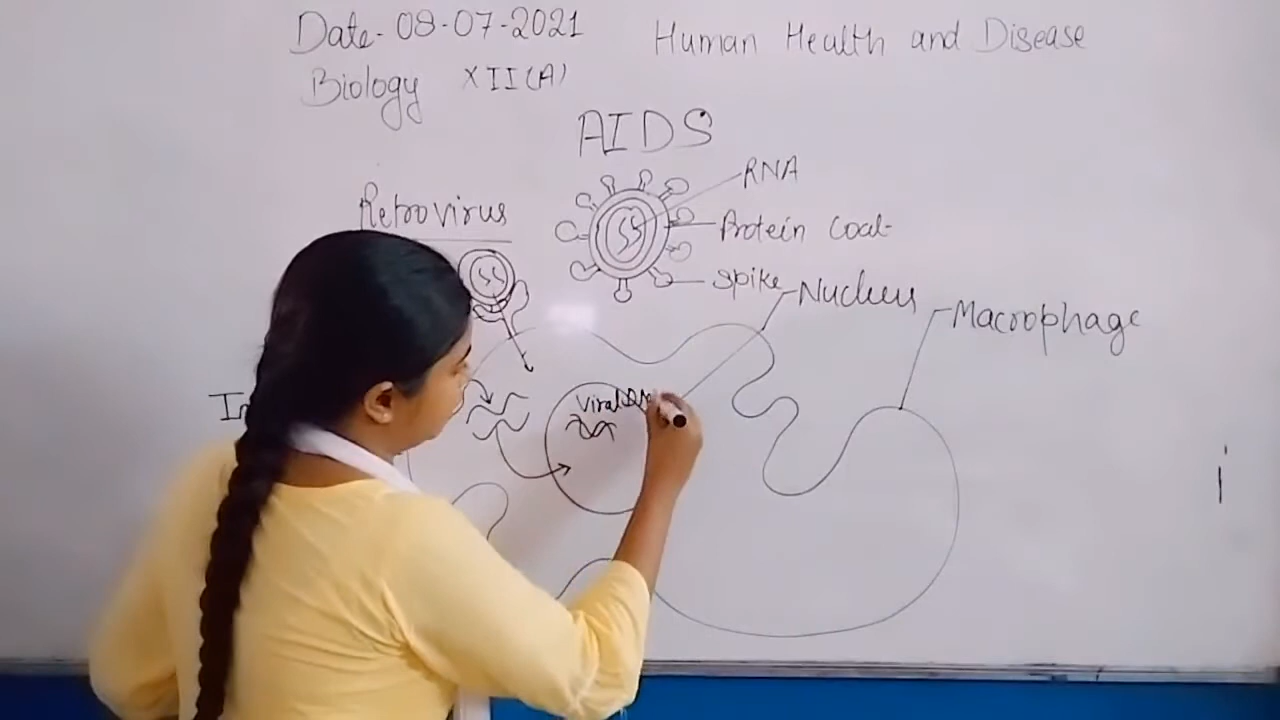 Date- 08-07-2021
Human Health and Disease
Biology XII(A)
AIDS
RNA
Retrovirus
Protein coat
Spike
Nucleus
Macrophage
Viral